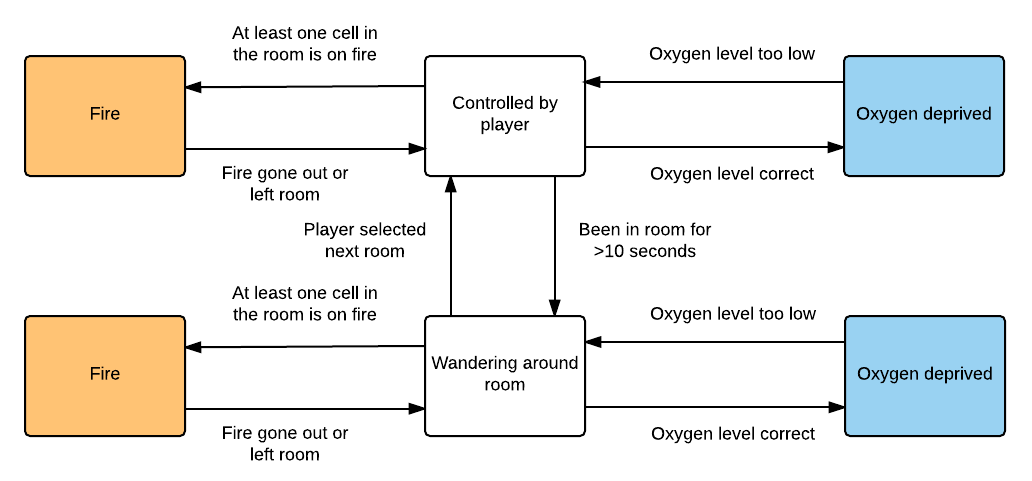 At least one cell in
the room is on fire
Oxygen level too low
Fire
Controlled by
player
Oxygen deprived
Fire gone out or
left room
Oxygen level correct
Player selected
next room
Been in room for
>10 seconds
At least one cell in
the room is on fire
Oxygen level too low
Fire
Wandering around
room
Oxygen deprived
Fire gone out or
left room
Oxygen level correct